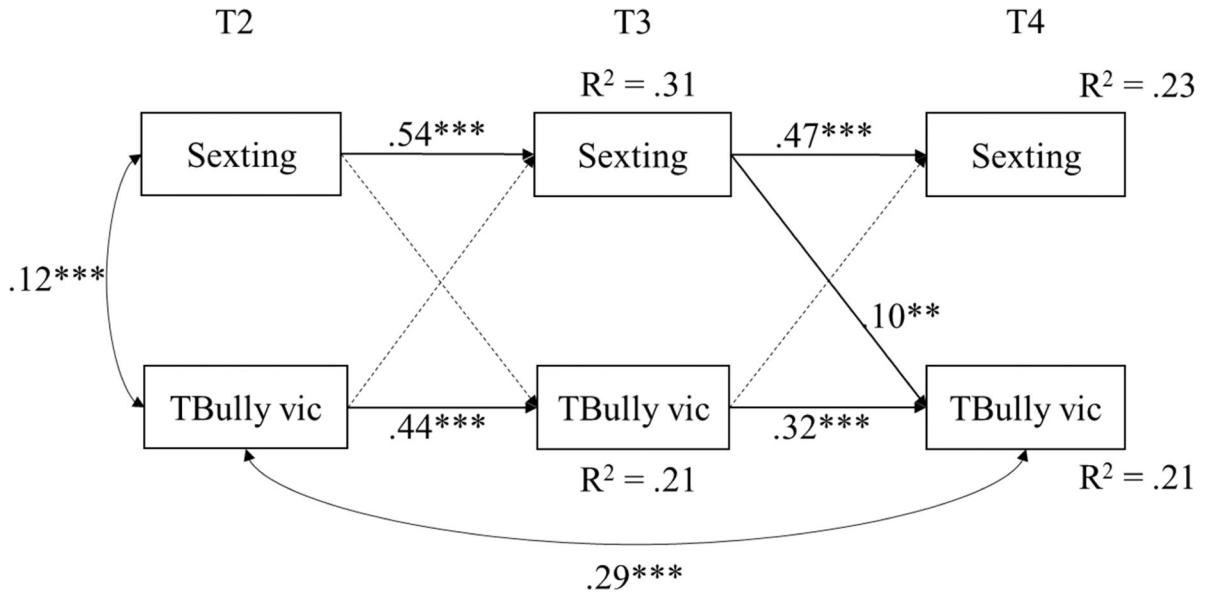 T2 T3 T4
R² = .31 R² = .23
.54*** .47***
Sexting Sexting Sexting
.12***
.10**
TBully vic TBully vic TBully vic
.44*** .32***
R² = .21 R² = .21
.29***